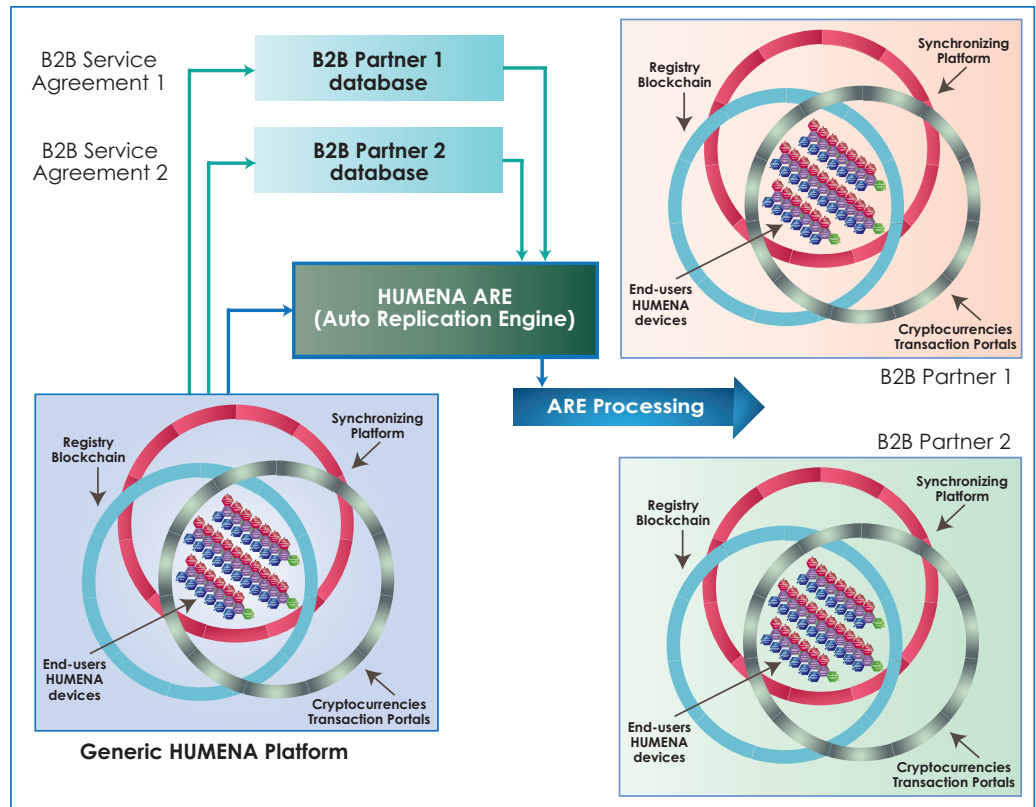 B2B Service
Agreement 1
B2B Partner 1
database
B2B Service
Agreement 2
B2B Partner 2
database
HUMENA ARE
(Auto Replication Engine)
ARE Processing
Registry
Blockchain
Synchronizing
Platform
End-users
HUMENA
devices
Cryptocurrencies
Transaction Portals
B2B Partner 1
Registry
Blockchain
Synchronizing
Platform
End-users
HUMENA
devices
Cryptocurrencies
Transaction Portals
Generic HUMENA Platform
B2B Partner 2
Registry
Blockchain
Synchronizing
Platform
End-users
HUMENA
devices
Cryptocurrencies
Transaction Portals